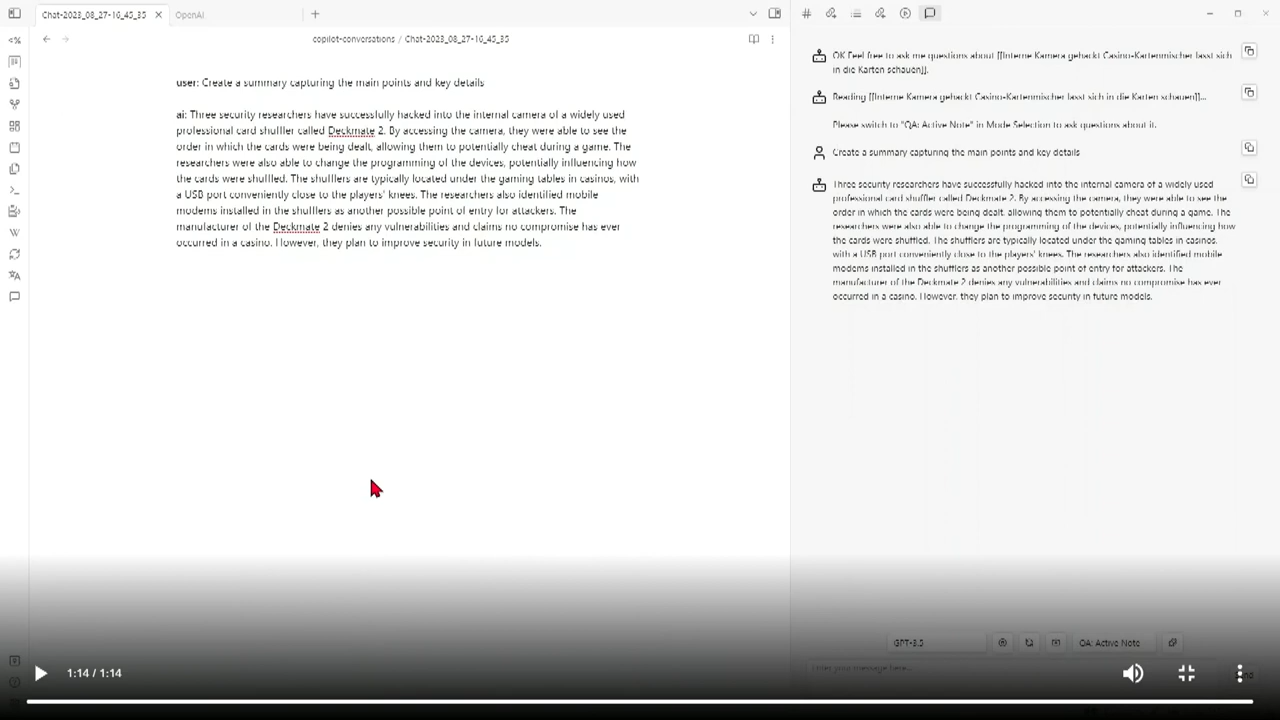 Chat-2023_08_27-16_45_35
OpenAI
copilot-conversations / Chat-2023_08_27-16_45_35
user: Create a summary capturing the main points and key details
ai: Three security researchers have successfully hacked into the internal camera of a widely used
professional card shuffler called Deckmate 2. By accessing the camera, they were able to see the
order in which the cards were being dealt, allowing them to potentially cheat during a game. The
researchers were also able to change the programming of the devices, potentially influencing how
the cards were shuffled. The shufflers are typically located under the gaming tables in casinos, with
a USB port conveniently close to the players' knees. The researchers also identified mobile
modems installed in the shufflers as another possible point of entry for attackers. The
manufacturer of the Deckmate 2 denies any vulnerabilities and claims no compromise has ever
occurred in a casino. However, they plan to improve security in future models.
OK Feel free to ask me questions about [[Interne Kamera gehackt Casino-Kartenmischer lasst sich
in die Karten schauen]].
Reading [[Interne Kamera gehackt Casino-Kartenmischer lasst sich in die Karten schauen]]...
Please switch to "QA: Active Note" in Mode Selection to ask questions about it.
Create a summary capturing the main points and key details
Three security researchers have successfully hacked into the internal camera of a widely used
professional card shuffler called Deckmate 2. By accessing the camera, they were able to see the
order in which the cards were being dealt, allowing them to potentially cheat during a game. The
researchers were also able to change the programming of the devices, potentially influencing how
the cards were shuffled. The shufflers are typically located under the gaming tables in casinos,
with a USB port conveniently close to the players' knees. The researchers also identified mobile
modems installed in the shufflers as another possible point of entry for attackers. The
manufacturer of the Deckmate 2 denies any vulnerabilities and claims no compromise has ever
occurred in a casino. However, they plan to improve security in future models.
GPT-3.5
QA: Active Note
Enter your message here...
1:14 / 1:14